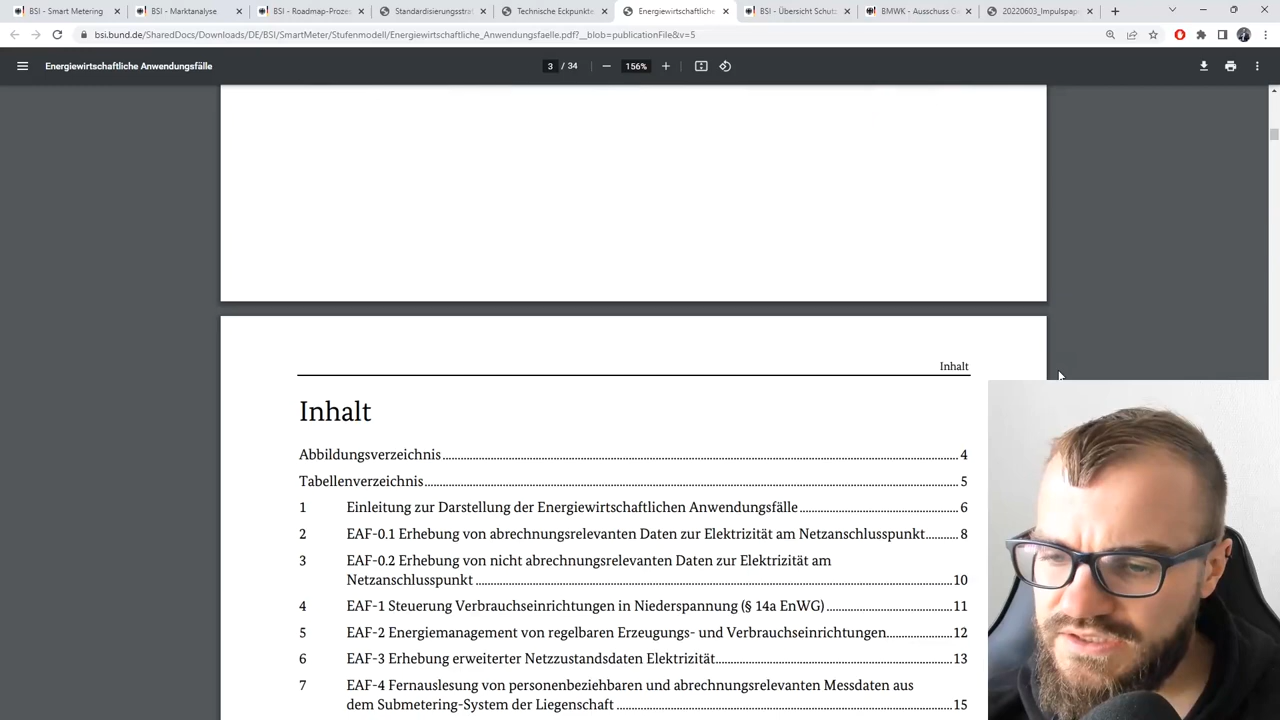 BSI - Smart Metering
BSI - Marktanalyse
BSI - Roadmap-Prozes
Standardisierungsstrat
Technische Eckpunkte
Energiewirtschaftliche
BSI - Übersicht Schutz
BMWK - Ausschuss G
20220603_Impulspap
bsi.bund.de/SharedDocs/Downloads/DE/BSI/SmartMeter/Stufenmodell/Energiewirtschaftliche_Anwendungsfaelle.pdf?__blob=publicationFile&v=5
Energiewirtschaftliche Anwendungsfälle
3 / 34
156%
Inhalt
Inhalt
Abbildungsverzeichnis 4
Tabellenverzeichnis 5
1 Einleitung zur Darstellung der Energiewirtschaftlichen Anwendungsfälle 6
2 EAF-0.1 Erhebung von abrechnungsrelevanten Daten zur Elektrizität am Netzanschlusspunkt 8
3 EAF-0.2 Erhebung von nicht abrechnungsrelevanten Daten zur Elektrizität am
Netzanschlusspunkt 10
4 EAF-1 Steuerung Verbrauchseinrichtungen in Niederspannung (§ 14a EnWG) 11
5 EAF-2 Energiemanagement von regelbaren Erzeugungs- und Verbrauchseinrichtungen 12
6 EAF-3 Erhebung erweiterter Netzzustandsdaten Elektrizität 13
7 EAF-4 Fernauslesung von personenbeziehbaren und abrechnungsrelevanten Messdaten aus
dem Submetering-System der Liegenschaft 15